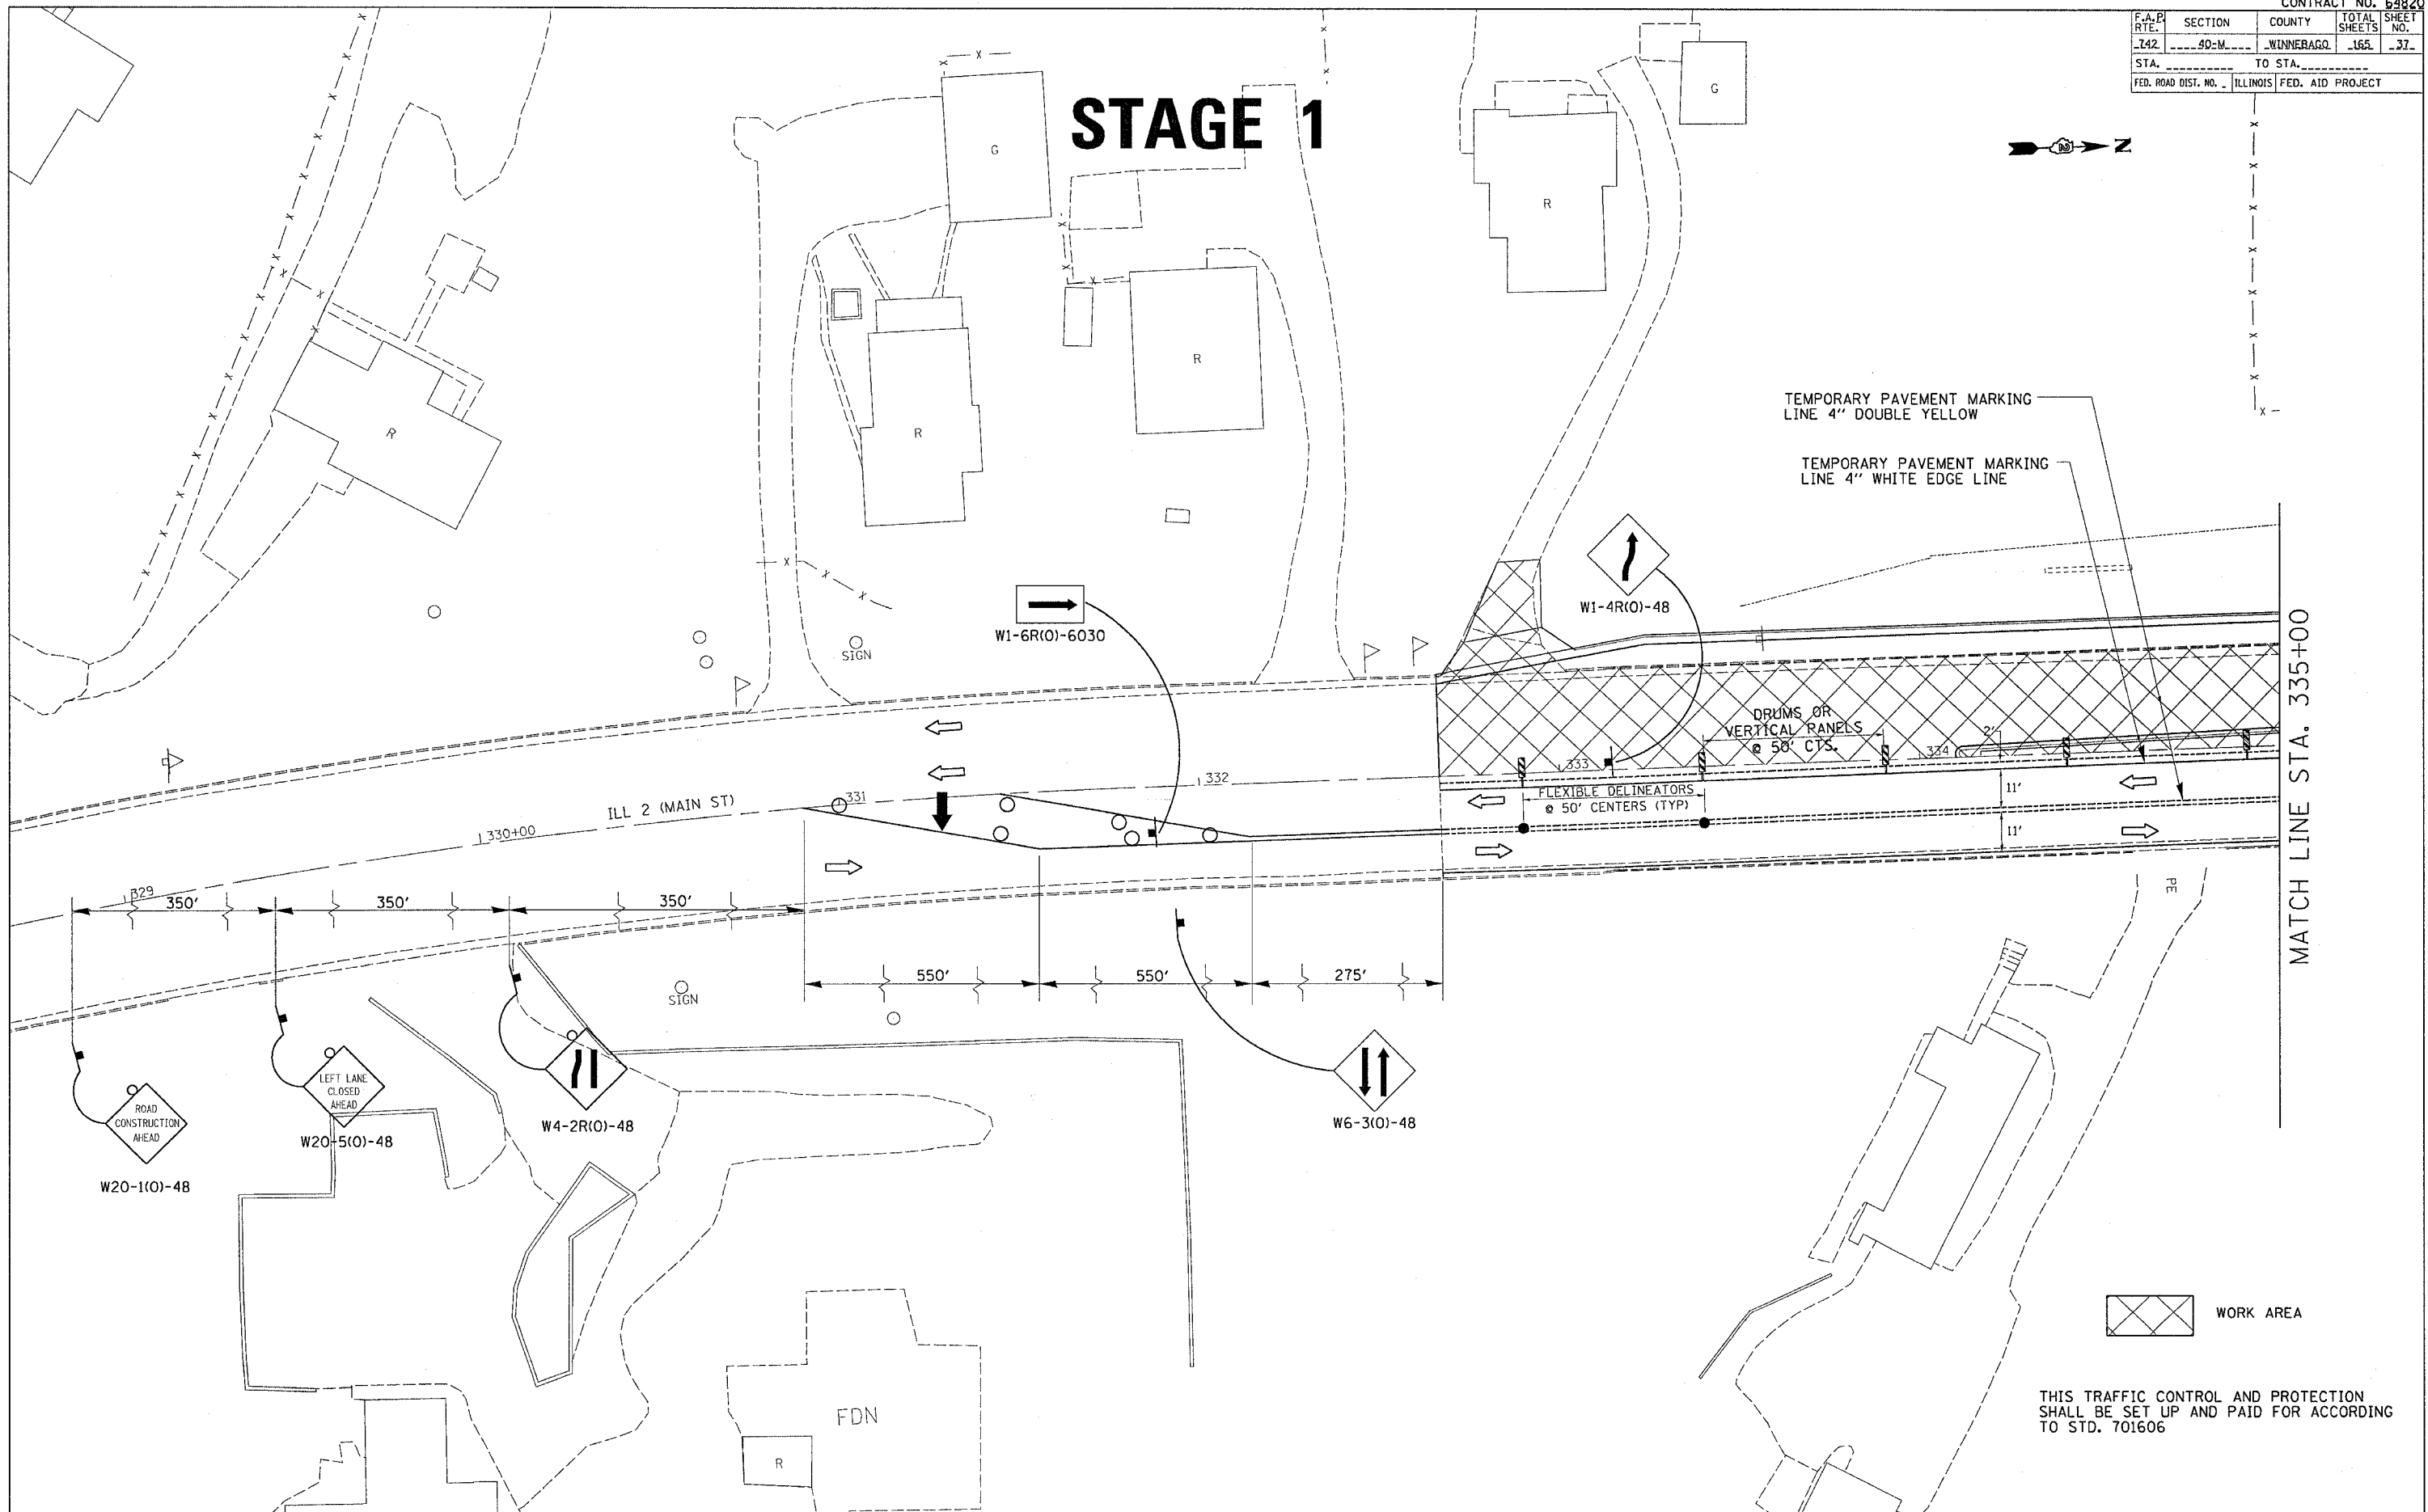 CONTRACT NO. 64820
F.A.P. RTE. SECTION COUNTY TOTAL SHEETS SHEET NO.
742 40-M WINNEBAGO 165 37
STA. TO STA.
FED. ROAD DIST. NO. ILLINOIS FED. AID PROJECT
STAGE 1
N
G
G
R
R
R
R
TEMPORARY PAVEMENT MARKING
LINE 4" DOUBLE YELLOW
TEMPORARY PAVEMENT MARKING
LINE 4" WHITE EDGE LINE
W1-6R(O)-6030
W1-4R(O)-48
SIGN
DRUMS OR
VERTICAL PANELS
@ 50' CTS.
2'
334
333
332
331
FLEXIBLE DELINEATORS
@ 50' CENTERS (TYP)
11'
11'
ILL 2 (MAIN ST)
330+00
329
350'
350'
350'
550'
550'
275'
PE
MATCH LINE STA. 335+00
SIGN
ROAD
CONSTRUCTION
AHEAD
W20-1(O)-48
LEFT LANE
CLOSED
AHEAD
W20-5(O)-48
W4-2R(O)-48
W6-3(O)-48
FDN
R
WORK AREA
THIS TRAFFIC CONTROL AND PROTECTION
SHALL BE SET UP AND PAID FOR ACCORDING
TO STD. 701606